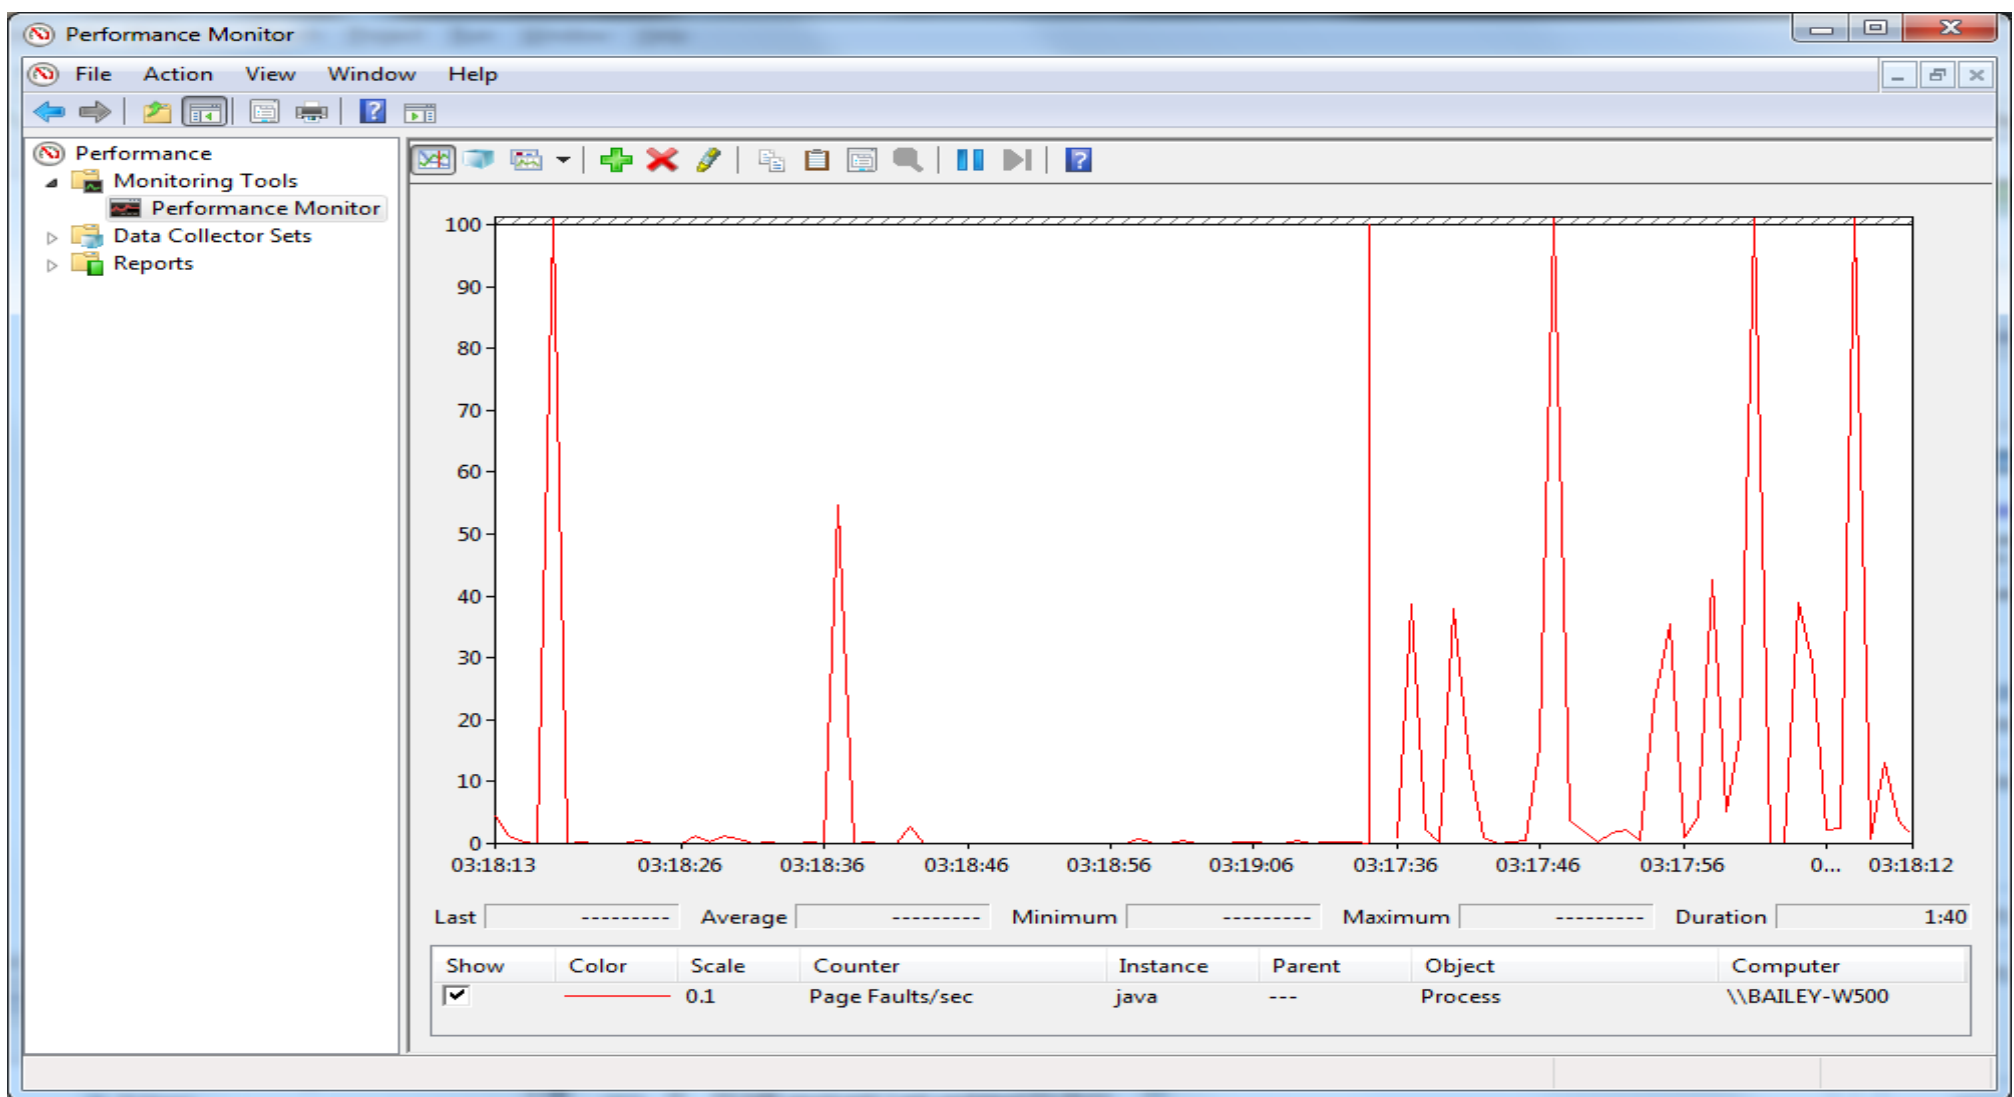 Performance Monitor
File Action View Window Help
Performance
Monitoring Tools
Performance Monitor
Data Collector Sets
Reports
100
90
80
70
60
50
40
30
20
10
0
03:18:13 03:18:26 03:18:36 03:18:46 03:18:56 03:19:06 03:17:36 03:17:46 03:17:56 0... 03:18:12
Last --------- Average --------- Minimum --------- Maximum --------- Duration 1:40
Show Color Scale Counter Instance Parent Object Computer
0.1 Page Faults/sec java --- Process \\BAILEY-W500